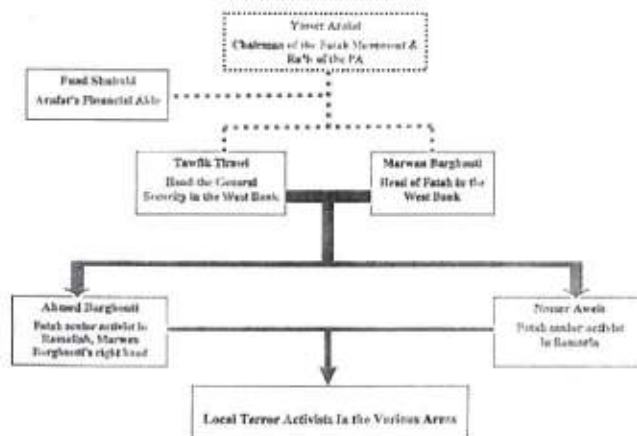 Yasser Arafat
Chairman of the Fatah Movement &
of the PA
Fuad Shubaki
Arafat's Financial Aide
Tawfik Tirawi
Head the General
Security in the West Bank
Marwan Barghouti
Head of Fatah in the
West Bank
Ahmed Barghouti
Fatah senior activist in
Ramallah, Marwan
Barghouti's right hand
Nasser Aweis
Fatah senior activist
in Samaria
Local Terror Activists In the Various Areas